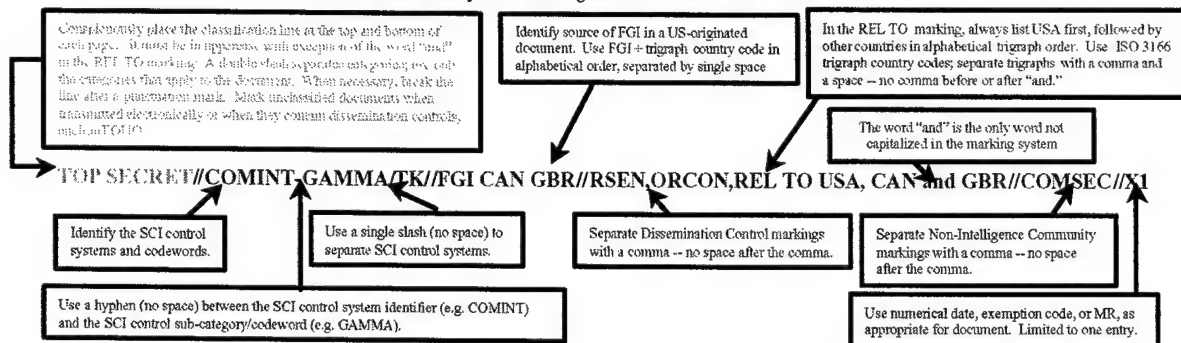 Conspicuously place the classification line at the top and bottom of
each page. It must be in uppercase with exception of the word "and"
in the REL TO marking. A double slash separates categories; use only
the categories that apply to the document. When necessary, break the
line after a punctuation mark. Mark unclassified documents when
transmitted electronically or when they contain dissemination controls,
Identify source of FGI in a US-originated
document. Use FGI + trigraph country code in
alphabetical order, separated by single space
In the REL TO marking, always list USA first, followed by
other countries in alphabetical trigraph order. Use ISO 3166
trigraph country codes; separate trigraphs with a comma and
a space -- no comma before or after "and."
The word "and" is the only word not
capitalized in the marking system
TOP SECRET//COMINT-GAMMA/TK//FGI CAN GBR//RSEN,ORCON,REL TO USA, CAN and GBR//COMSEC//X1
Identify the SCI control
systems and codewords.
Use a single slash (no space) to
separate SCI control systems.
Separate Dissemination Control markings
with a comma -- no space after the comma.
Separate Non-Intelligence Community
markings with a comma -- no space
after the comma.
Use a hyphen (no space) between the SCI control system identifier (e.g. COMINT)
and the SCI control sub-category/codeword (e.g. GAMMA).
Use numerical date, exemption code, or MR, as
appropriate for document. Limited to one entry.